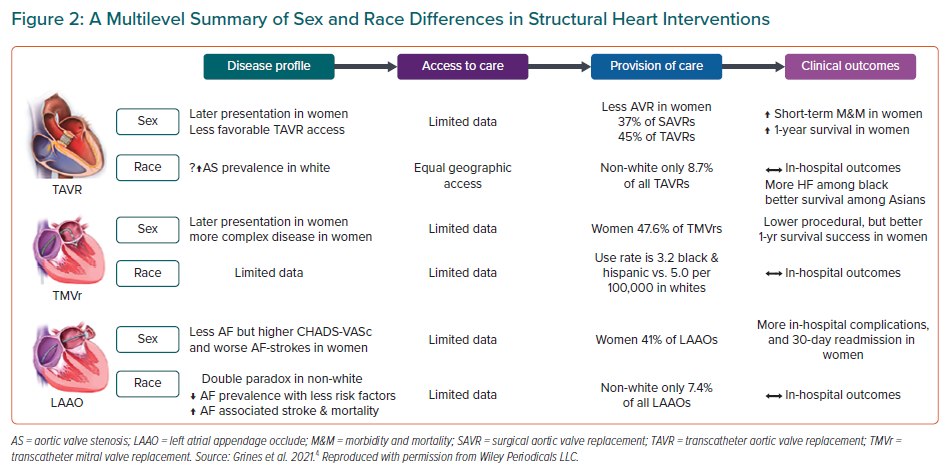 Figure 2: A Multilevel Summary of Sex and Race Differences in Structural Heart Interventions
Disease profile
Access to care
Provision of care
Clinical outcomes
TAVR
Sex
Later presentation in women
Less favorable TAVR access
Limited data
Less AVR in women
37% of SAVRs
45% of TAVRs
↑ Short-term M&M in women
↑ 1-year survival in women
Race
?↑AS prevalence in white
Equal geographic
access
Non-white only 8.7%
of all TAVRs
↔ In-hospital outcomes
More HF among black
better survival among Asians
TMVr
Sex
Later presentation in women
more complex disease in women
Limited data
Women 47.6% of TMVRs
Lower procedural, but better
1-yr survival success in women
Race
Limited data
Limited data
Use rate is 3.2 black &
hispanic vs. 5.0 per
100,000 in whites
↔ In-hospital outcomes
LAAO
Sex
Less AF but higher CHADS-VASc
and worse AF-strokes in women
Limited data
Women 41% of LAAOs
More in-hospital complications,
and 30-day readmission in
women
Race
Double paradox in non-white
↓ AF prevalence with less risk factors
↑ AF associated stroke & mortality
Limited data
Non-white only 7.4%
of all LAAOs
↔ In-hospital outcomes
AS = aortic valve stenosis; LAAO = left atrial appendage occlude; M&M = morbidity and mortality; SAVR = surgical aortic valve replacement; TAVR = transcatheter aortic valve replacement; TMVr =
transcatheter mitral valve replacement. Source: Grines et al. 2021.⁴ Reproduced with permission from Wiley Periodicals LLC.